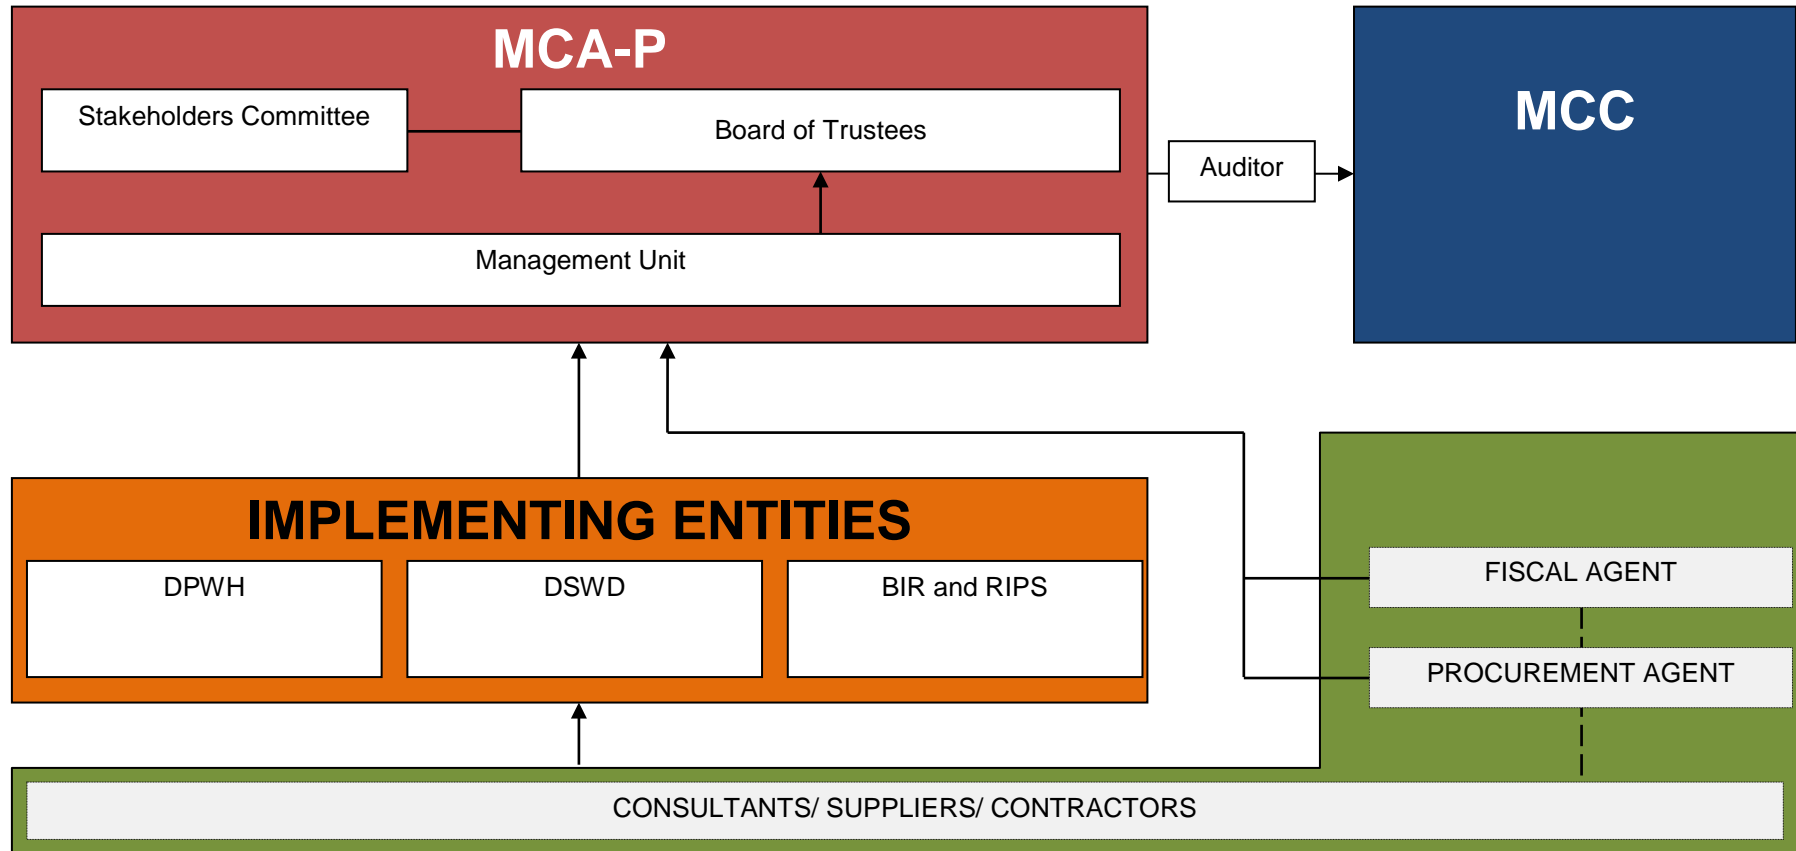 MCA-P
MCC
Stakeholders Committee
Board of Trustees
Auditor
Management Unit
IMPLEMENTING ENTITIES
DPWH
DSWD
BIR and RIPS
FISCAL AGENT
PROCUREMENT AGENT
CONSULTANTS/ SUPPLIERS/ CONTRACTORS